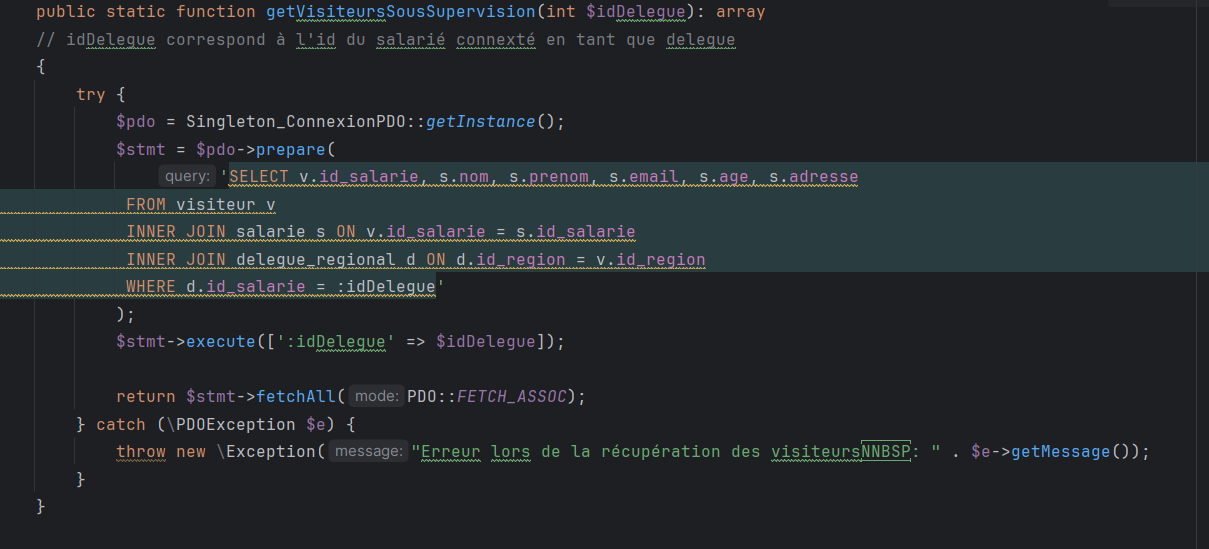 public static function getVisiteursSousSupervision(int $idDelegue): array
// idDelegue correspond à l'id du salarié connexté en tant que delegue
{
try {
$pdo = Singleton_ConnexionPDO::getInstance();
$stmt = $pdo->prepare(
query: 'SELECT v.id_salarie, s.nom, s.prenom, s.email, s.age, s.adresse
FROM visiteur v
INNER JOIN salarie s ON v.id_salarie = s.id_salarie
INNER JOIN delegue_regional d ON d.id_region = v.id_region
WHERE d.id_salarie = :idDelegue'
);
$stmt->execute([':idDelegue' => $idDelegue]);
return $stmt->fetchAll( mode: PDO::FETCH_ASSOC);
} catch (\PDOException $e) {
throw new \Exception( message: "Erreur lors de la récupération des visiteursNNBSP: " . $e->getMessage());
}
}